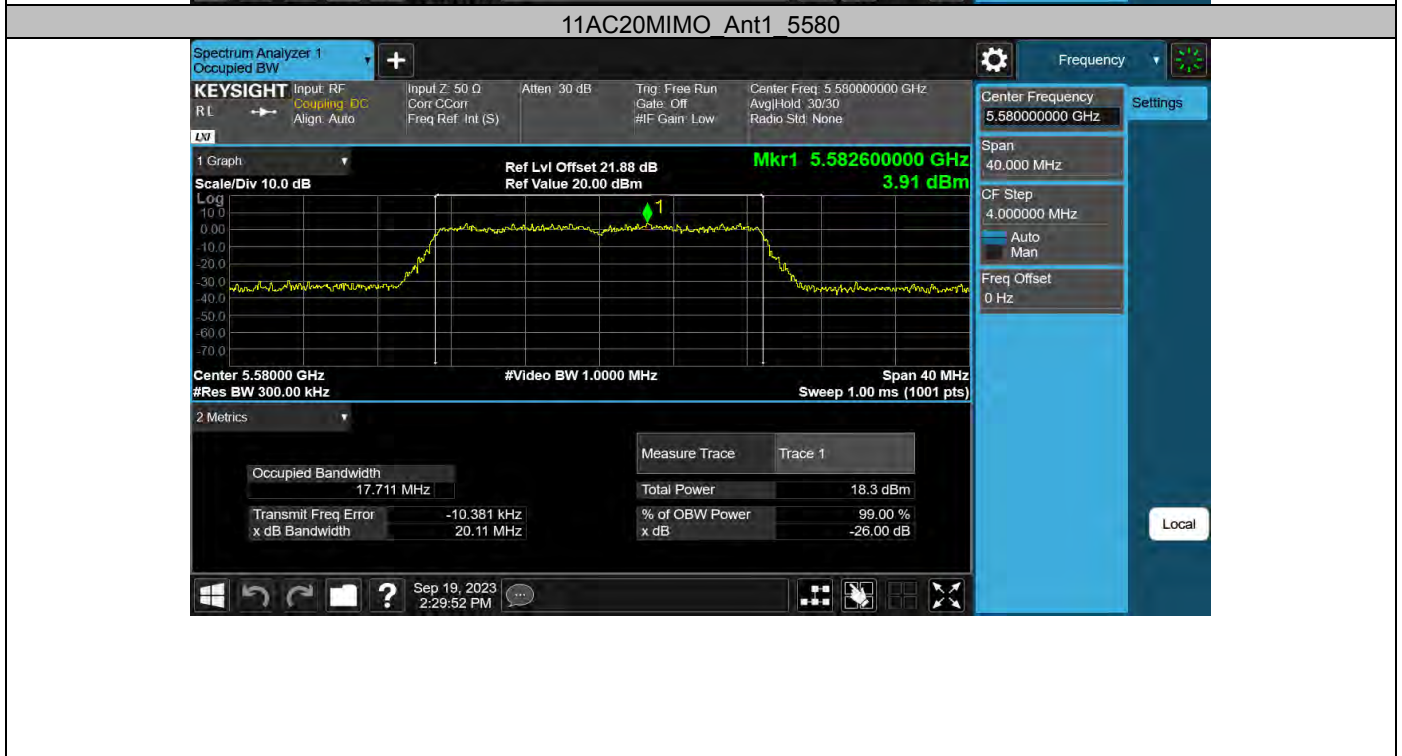 11AC20MIMO_Ant1_5580
Spectrum Analyzer 1
Occupied BW
+
Frequency
KEYSIGHT
RL
LXI
Input: RF
Coupling: DC
Align: Auto
Input Z: 50 Ω
Corr CCorr
Freq Ref: Int (S)
Atten: 30 dB
Trig: Free Run
Gate: Off
#IF Gain: Low
Center Freq: 5.580000000 GHz
Avg|Hold: 30/30
Radio Std: None
Center Frequency
5.580000000 GHz
Settings
Span
40.000 MHz
CF Step
4.000000 MHz
Auto
Man
Freq Offset
0 Hz
Local
1 Graph
Scale/Div 10.0 dB
Ref Lvl Offset 21.88 dB
Ref Value 20.00 dBm
Mkr1 5.582600000 GHz
3.91 dBm
Log
10.0
0.00
-10.0
-20.0
-30.0
-40.0
-50.0
-60.0
-70.0
1
Center 5.58000 GHz
#Res BW 300.00 kHz
#Video BW 1.0000 MHz
Span 40 MHz
Sweep 1.00 ms (1001 pts)
2 Metrics
Measure Trace Trace 1
Occupied Bandwidth
17.711 MHz
Total Power 18.3 dBm
Transmit Freq Error -10.381 kHz
% of OBW Power 99.00 %
x dB Bandwidth 20.11 MHz
x dB -26.00 dB
?
Sep 19, 2023
2:29:52 PM